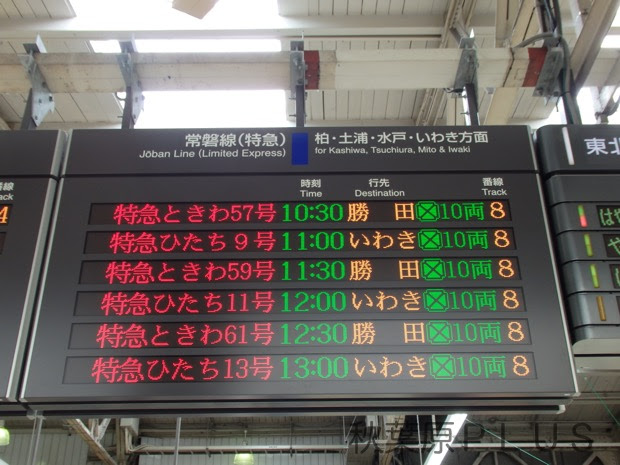 常磐線(特急) 柏・土浦・水戸・いわき方面
Jōban Line (Limited Express) for Kashiwa, Tsuchiura, Mito & Iwaki
時刻 行先 番線
Time Destination Track
特急ときわ57号 10:30 勝 田 10両 8
特急ひたち 9号 11:00 いわき 10両 8
特急ときわ59号 11:30 勝 田 10両 8
特急ひたち11号 12:00 いわき 10両 8
特急ときわ61号 12:30 勝 田 10両 8
特急ひたち13号 13:00 いわき 10両 8
番線
Track
4
東北
はや
や
秋葉原PLUS